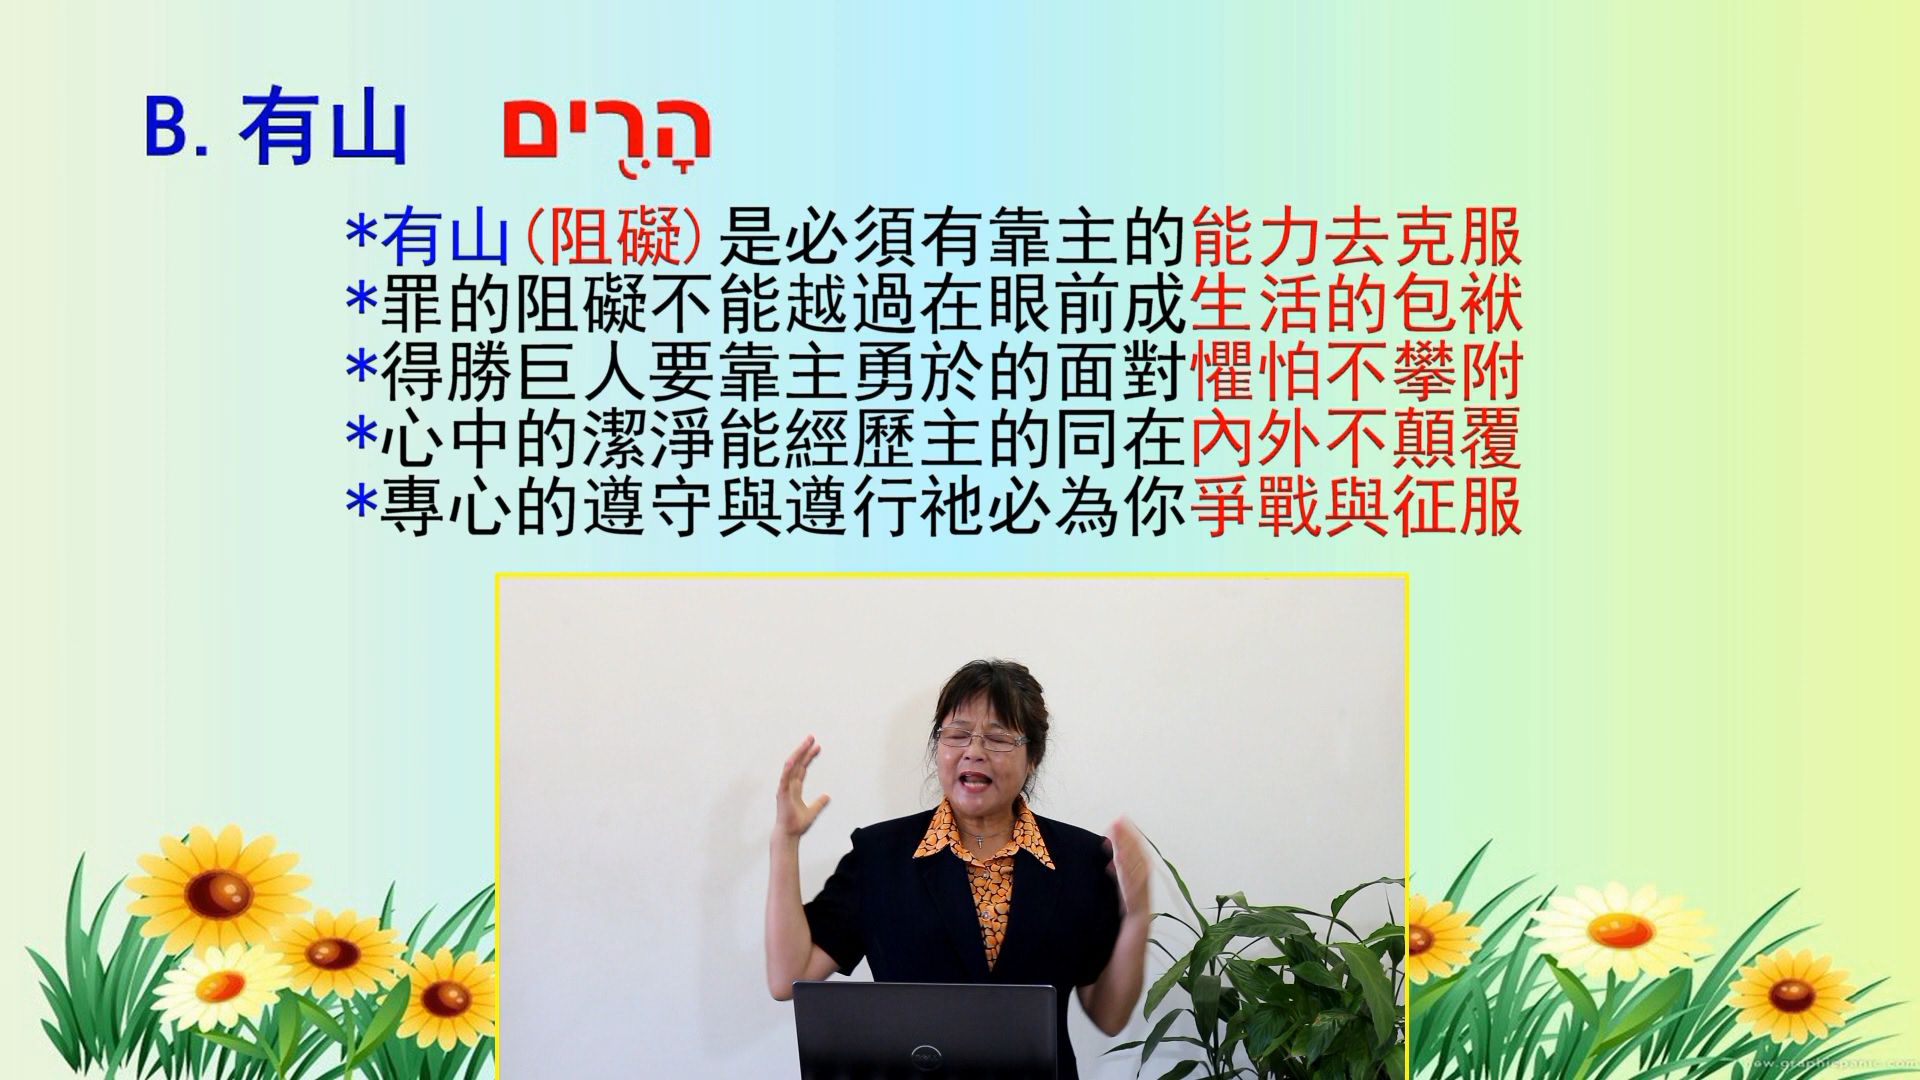 B. 有山 הָרִ֖ים
*有山(阻礙)是必須有靠主的能力去克服
*罪的阻礙不能越過在眼前成生活的包袱
*得勝巨人要靠主勇於的面對懼怕不攀附
*心中的潔淨能經歷主的同在內外不顛覆
*專心的遵守與遵行祂必為你爭戰與征服
DELL